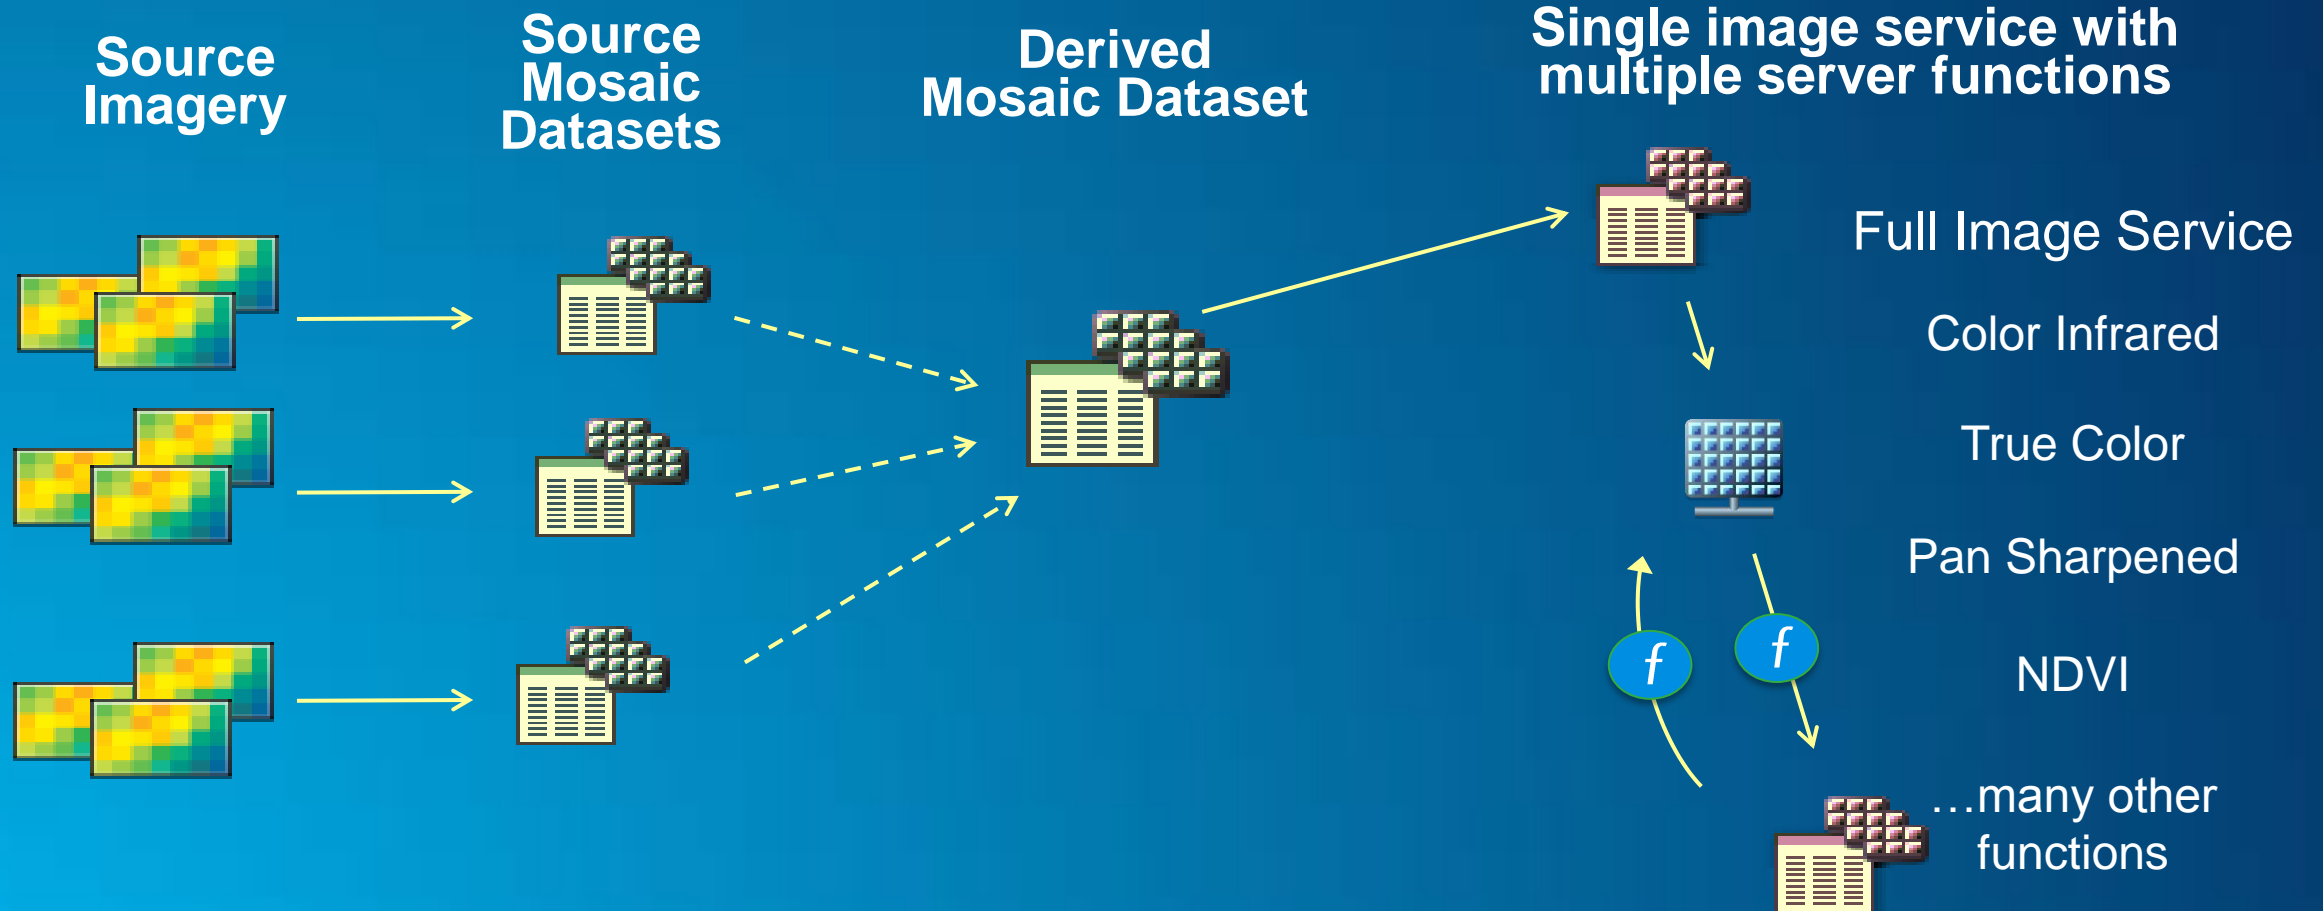 Source
Imagery
Source
Mosaic
Datasets
Derived
Mosaic Dataset
Single image service with
multiple server functions
Full Image Service
Color Infrared
True Color
Pan Sharpened
ƒ
ƒ
NDVI
…many other
functions